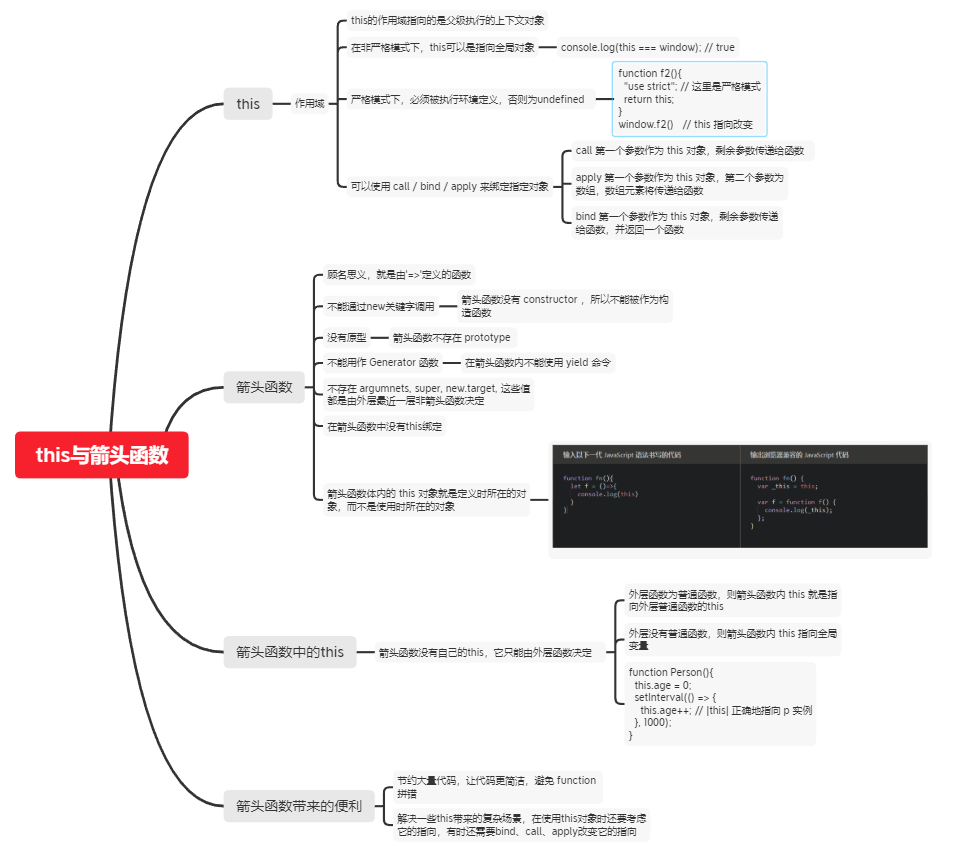 this与箭头函数
this
作用域
this的作用域指向的是父级执行的上下文对象
在非严格模式下，this可以是指向全局对象
console.log(this === window); // true
严格模式下，必须被执行环境定义，否则为undefined
function f2(){
"use strict"; // 这里是严格模式
return this;
}
window.f2() // this 指向改变
可以使用 call / bind / apply 来绑定指定对象
call 第一个参数作为 this 对象，剩余参数传递给函数
apply 第一个参数作为 this 对象，第二个参数为
数组，数组元素将传递给函数
bind 第一个参数作为 this 对象，剩余参数传递
给函数，并返回一个函数
箭头函数
顾名思义，就是由'=>'定义的函数
不能通过new关键字调用
箭头函数没有 constructor ，所以不能被作为构
造函数
没有原型
箭头函数不存在 prototype
不能用作 Generator 函数
在箭头函数内不能使用 yield 命令
不存在 argumnets, super, new.target, 这些值
都是由外层最近一层非箭头函数决定
在箭头函数中没有this绑定
箭头函数体内的 this 对象就是定义时所在的对
象，而不是使用时所在的对象
输入以下一代 JavaScript 语法书写的代码
function fn(){
let f = ()=>{
console.log(this)
}
}
输出浏览器兼容的 JavaScript 代码
function fn() {
var _this = this;
var f = function f() {
console.log(_this);
};
}
箭头函数中的this
箭头函数没有自己的this，它只能由外层函数决定
外层函数为普通函数，则箭头函数内 this 就是指
向外层普通函数的this
外层没有普通函数，则箭头函数内 this 指向全局
变量
function Person(){
this.age = 0;
setInterval(() => {
this.age++; // |this| 正确地指向 p 实例
}, 1000);
}
箭头函数带来的便利
节约大量代码，让代码更简洁，避免 function
拼错
解决一些this带来的复杂场景，在使用this对象时还要考虑
它的指向，有时还需要bind、call、apply改变它的指向